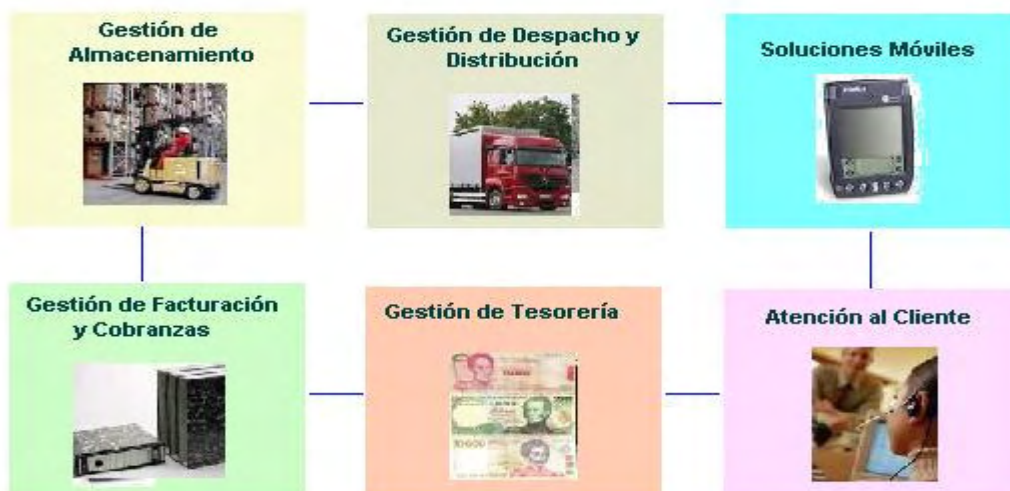 Gestión de
Almacenamiento
Gestión de Despacho y
Distribución
Soluciones Móviles
Gestión de Facturación
y Cobranzas
Gestión de Tesorería
Atención al Cliente